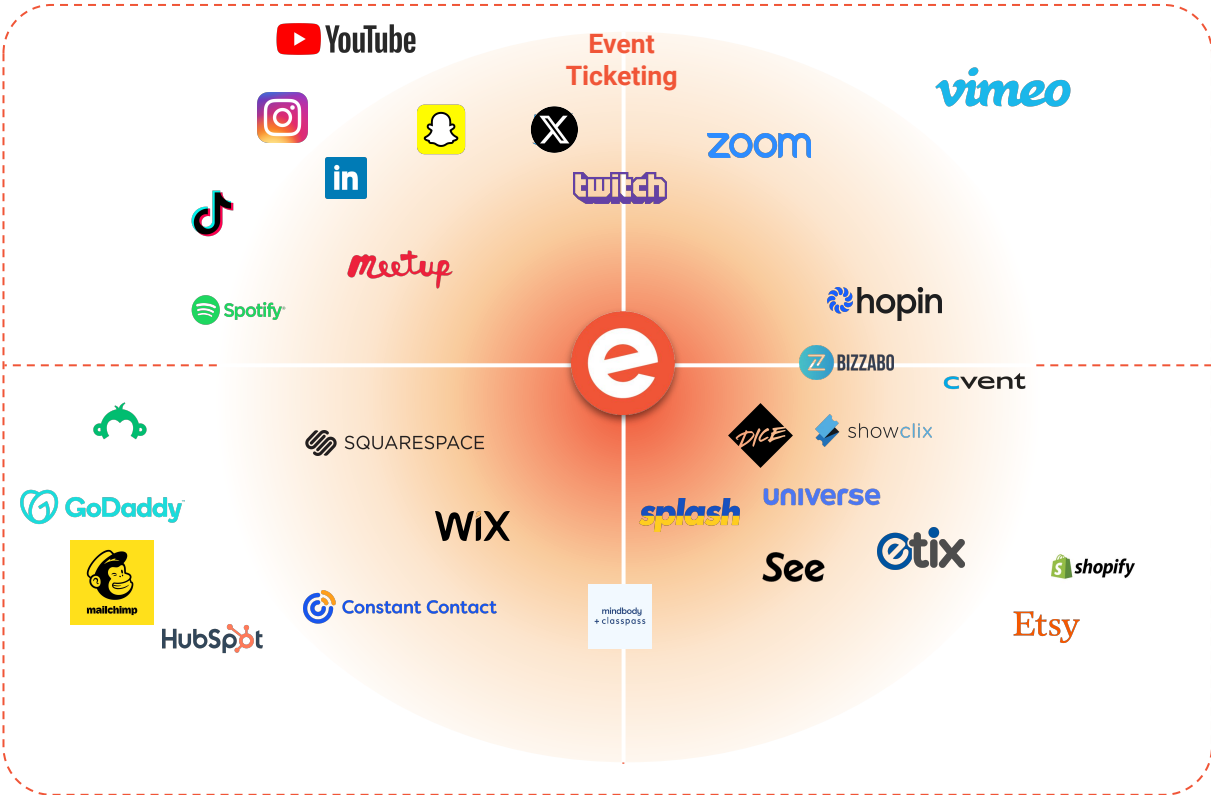 YouTube
Event
Ticketing
vimeo
X
zoom
in
twitch
meetup
hopin
Spotify
e
BIZZABO
cvent
DICE
showclix
SQUARESPACE
GoDaddy™
universe
splash
WiX
etix
See
S shopify
mailchimp
Constant Contact
mindbody
+ classpass
Etsy
HubSpot